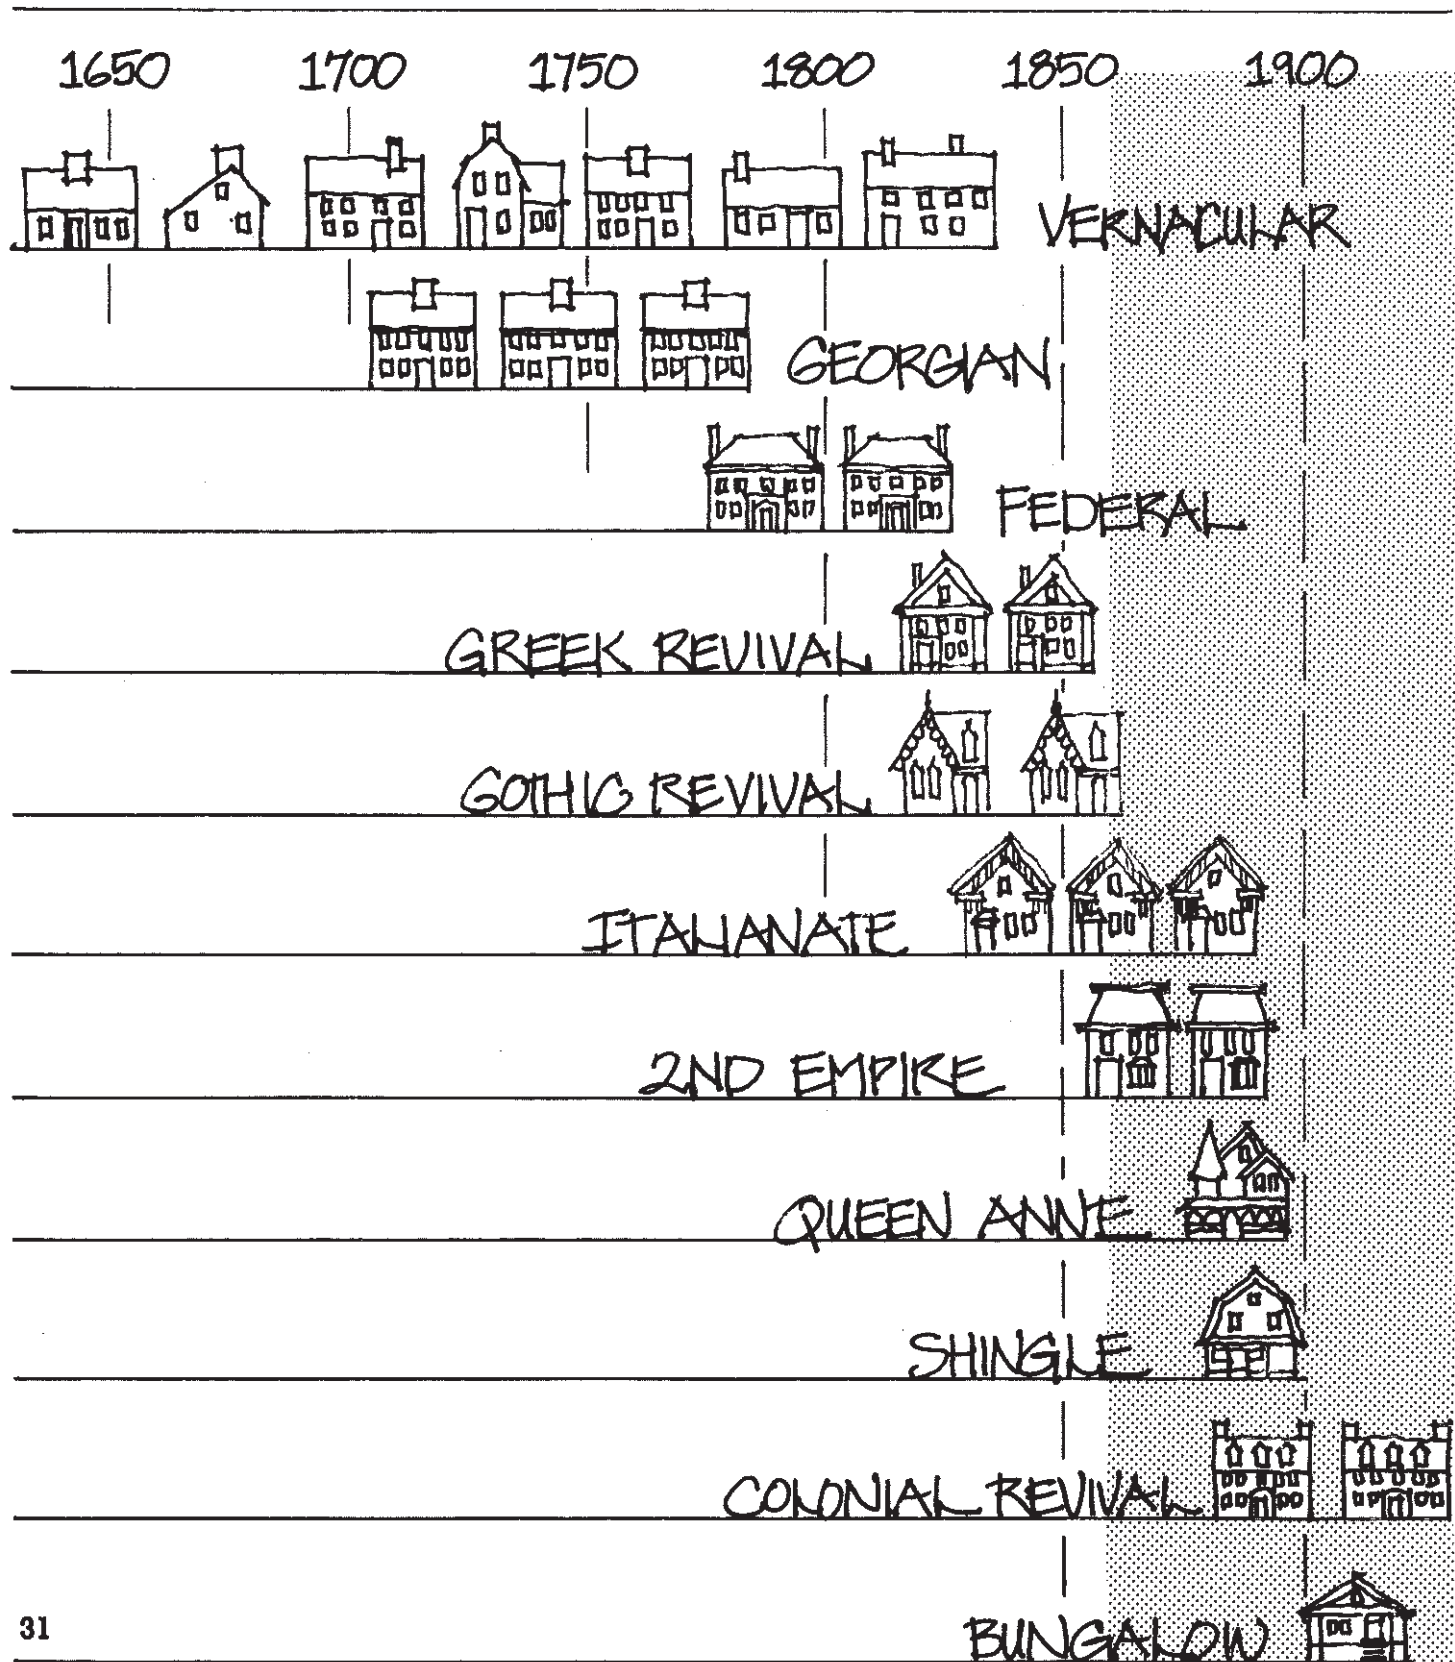 1650 1700 1750 1800 1850 1900
VERNACULAR
GEORGIAN
FEDERAL
GREEK REVIVAL
GOTHIC REVIVAL
ITALIANATE
2ND EMPIRE
QUEEN ANNE
SHINGLE
COLONIAL REVIVAL
31
BUNGALOW